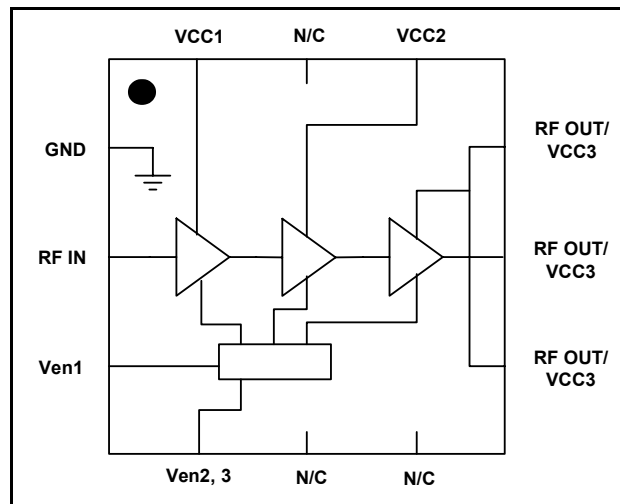 VCC1
N/C
VCC2
GND
RF IN
Ven1
RF OUT/
VCC3
RF OUT/
VCC3
RF OUT/
VCC3
Ven2, 3
N/C
N/C